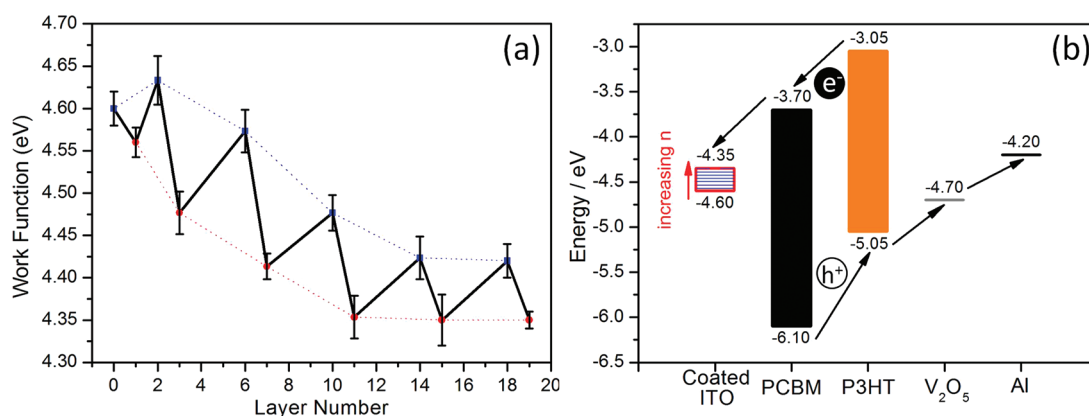 (a)
Work Function (eV)
4.70
4.65
4.60
4.55
4.50
4.45
4.40
4.35
4.30
0 2 4 6 8 10 12 14 16 18 20
Layer Number
(b)
Energy / eV
-3.0
-3.5
-4.0
-4.5
-5.0
-5.5
-6.0
-6.5
increasing n
-4.35
-4.60
-3.70
-6.10
e⁻
h⁺
-3.05
-5.05
-4.70
-4.20
Coated
ITO
PCBM
P3HT
V₂O₅
Al